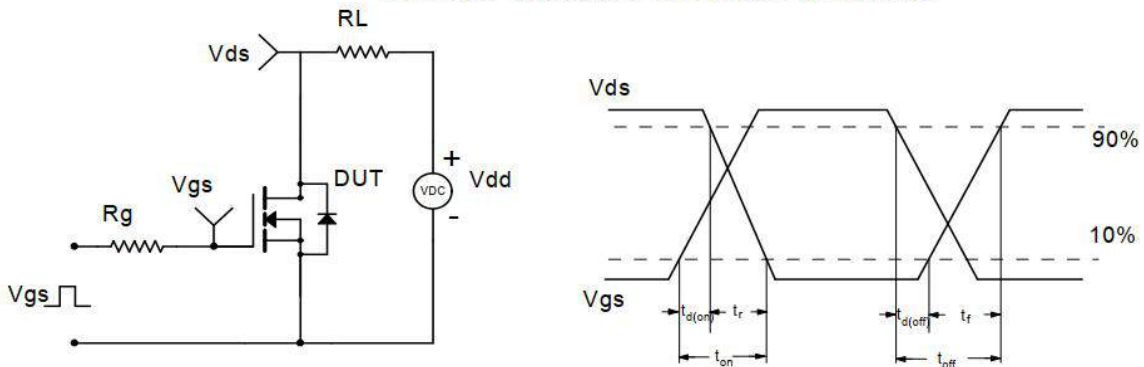 RL
Vds
Vds
90%
+
VDC
Vdd
-
DUT
Vgs
Rg
10%
Vgs
Vgs
td(on)
tr
td(off)
tf
ton
toff